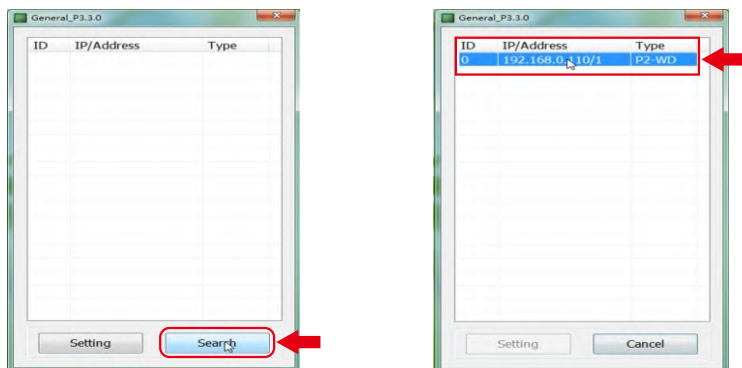 General_P3.3.0
ID IP/Address Type
Setting Search
General_P3.3.0
ID IP/Address Type
0 192.168.0.110/1 P2-WD
Setting Cancel